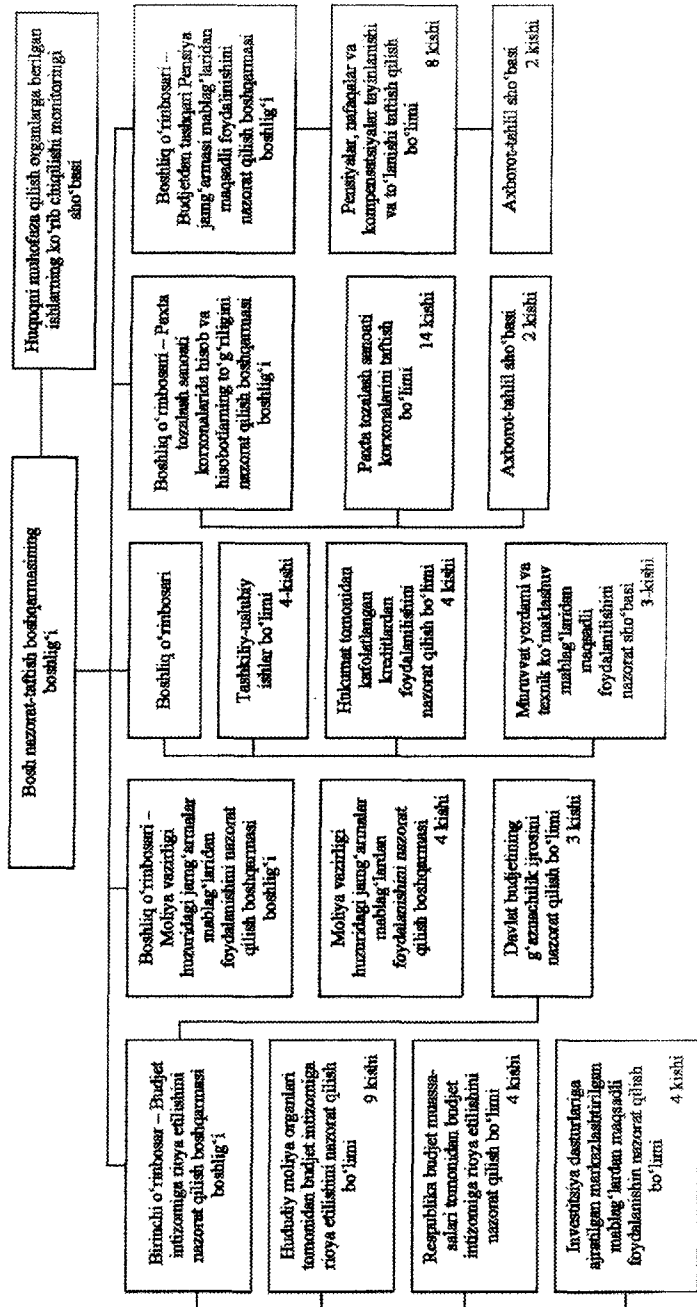 Bosh nazorat-taftish boshqarmasining
boshlig‘i
Huquqni muhofaza qilish organlarga berilgan
ishlarning ko‘rib chiqilishi monitoringi
sho‘basi
Birinchi o‘rinbosar – Budjet
intizomiga rioya etilishini
nazorat qilish boshqarmasi
boshlig‘i
Hududiy moliya organlari
tomonidan budjet intizomiga
rioya etilishini nazorat qilish
bo‘limi
9 kishi
Respublika budjet muassa-
salari tomonidan budjet
intizomiga rioya etilishini
nazorat qilish bo‘limi
4 kishi
Investitsiya dasturlariga
ajratilgan markazlashtirilgan
mablag‘lardan maqsadli
foydalanishin nazorat qilish
bo‘limi
4 kishi
Boshliq o‘rinbosari –
Moliya vazirligi
huzuridagi jamg‘armalar
mablag‘laridan
foydalanishini nazorat
qilish boshqarmasi
boshlig‘i
Moliya vazirligi
huzuridagi jamg‘armalar
mablag‘lardan
foydalanishini nazorat
qilish boshqarmasi
4 kishi
Davlat budjetining
g‘aznachulik ijrosini
nazorat qilish bo‘limi
3 kishi
Boshliq o‘rinbosari
Tashkiliy-uslubiy
ishlar bo‘limi
4-kishi
Hukumat tomonidan
kafolatlangan
kreditlardan
foydalanilishini
nazorat qilish bo‘limi
4 kishi
Muruvvat yordami va
texnik ko‘maklashuv
mablag‘laridan
maqsadli
foydalanilishini
nazorat sho‘basi
3-kishi
Boshliq o‘rinbosari – Paxta
tozalash sanoati
korxonalarida hisob va
hisobotlarning to‘g‘riligini
nazorat qilish boshqarmasi
boshlig‘i
Paxta tozalash sanoati
korxonalarini taftish
bo‘limi
14 kishi
Axborot-tahlil sho‘basi
2 kishi
Boshliq o‘rinbosari –
Budjetdan tashqari Pensiya
jamg‘armasi mablag‘laridan
maqsadli foydalinishini
nazorat qilish boshqarmasi
boshlig‘i
Pensiyalar, nafaqalar va
kompensatsiyalar tayinlanishi
va to‘lanishi taftish qilish
bo‘limi
8 kishi
Axborot-tahlil sho‘basi
2 kishi